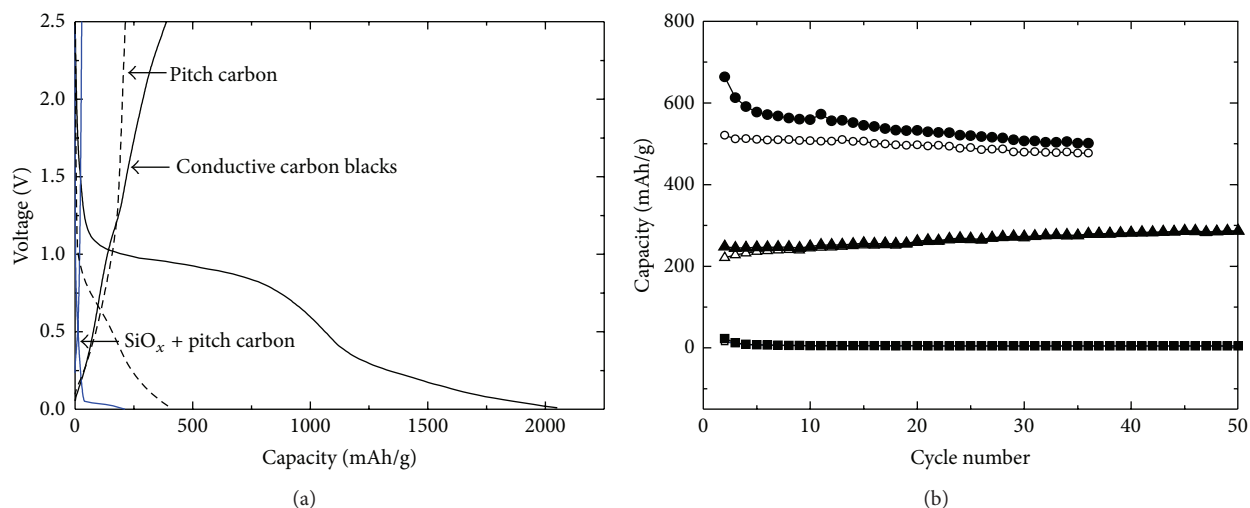 2.5
2.0
1.5
1.0
0.5
0.0
Voltage (V)
Pitch carbon
Conductive carbon blacks
SiOₓ + pitch carbon
0 500 1000 1500 2000
Capacity (mAh/g)
(a)
800
600
400
200
0
Capacity (mAh/g)
0 10 20 30 40 50
Cycle number
(b)